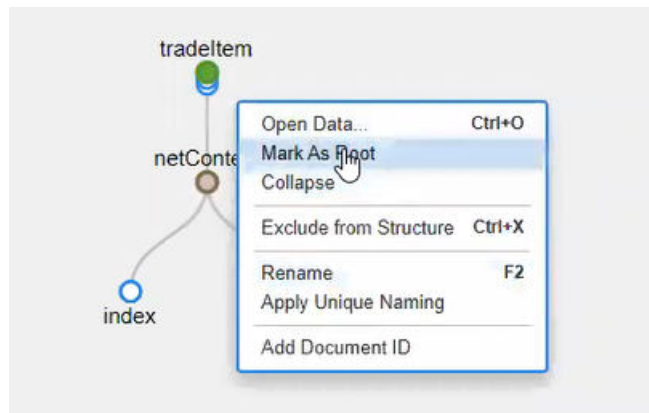 tradeItem
netConte
index
Open Data... Ctrl+O
Mark As Root
Collapse
Exclude from Structure Ctrl+X
Rename F2
Apply Unique Naming
Add Document ID